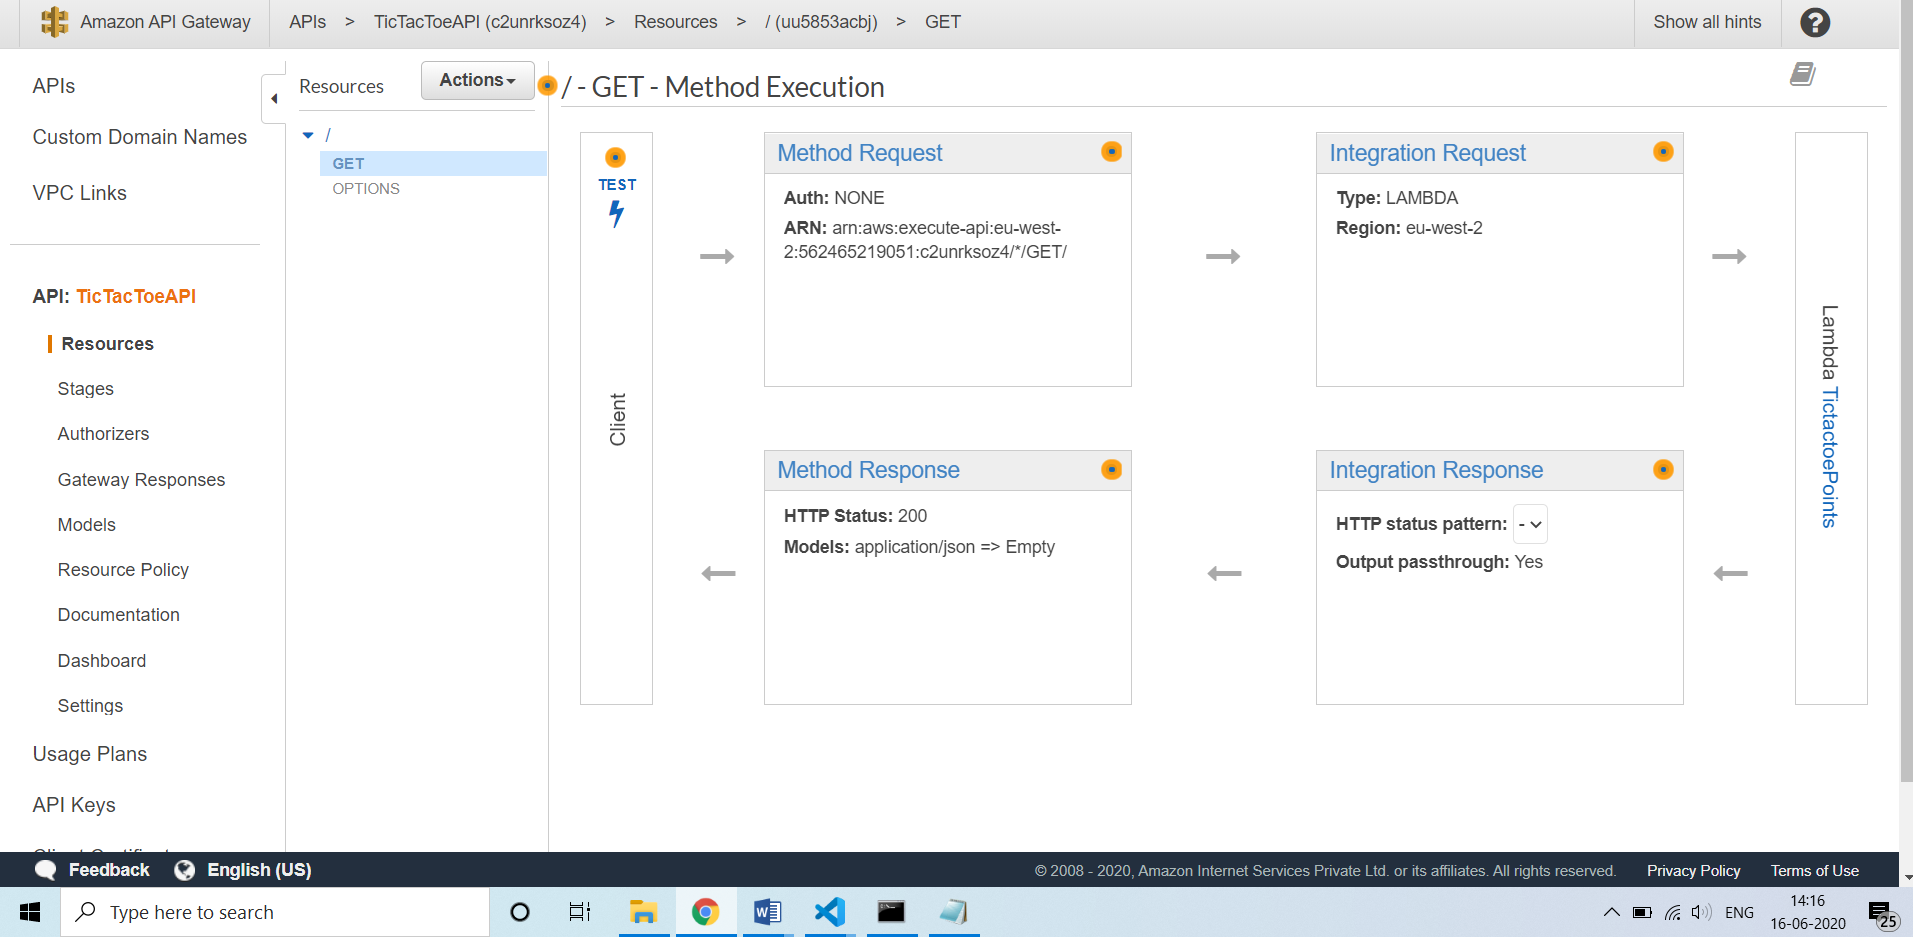 Amazon API Gateway
APIs > TicTacToeAPI (c2unrksoz4) > Resources > / (uu5853acbj) > GET
Show all hints
?
APIs
Custom Domain Names
VPC Links
API: TicTacToeAPI
Resources
Stages
Authorizers
Gateway Responses
Models
Resource Policy
Documentation
Dashboard
Settings
Usage Plans
API Keys
Resources
Actions
/
GET
OPTIONS
/ - GET - Method Execution
TEST
Client
Method Request
Auth: NONE
ARN: arn:aws:execute-api:eu-west-
2:562465219051:c2unrksoz4/*/GET/
Integration Request
Type: LAMBDA
Region: eu-west-2
Lambda TictactoePoints
Method Response
HTTP Status: 200
Models: application/json => Empty
Integration Response
HTTP status pattern: -
Output passthrough: Yes
Feedback
English (US)
© 2008 - 2020, Amazon Internet Services Private Ltd. or its affiliates. All rights reserved.
Privacy Policy
Terms of Use
Type here to search
ENG
14:16
16-06-2020
25